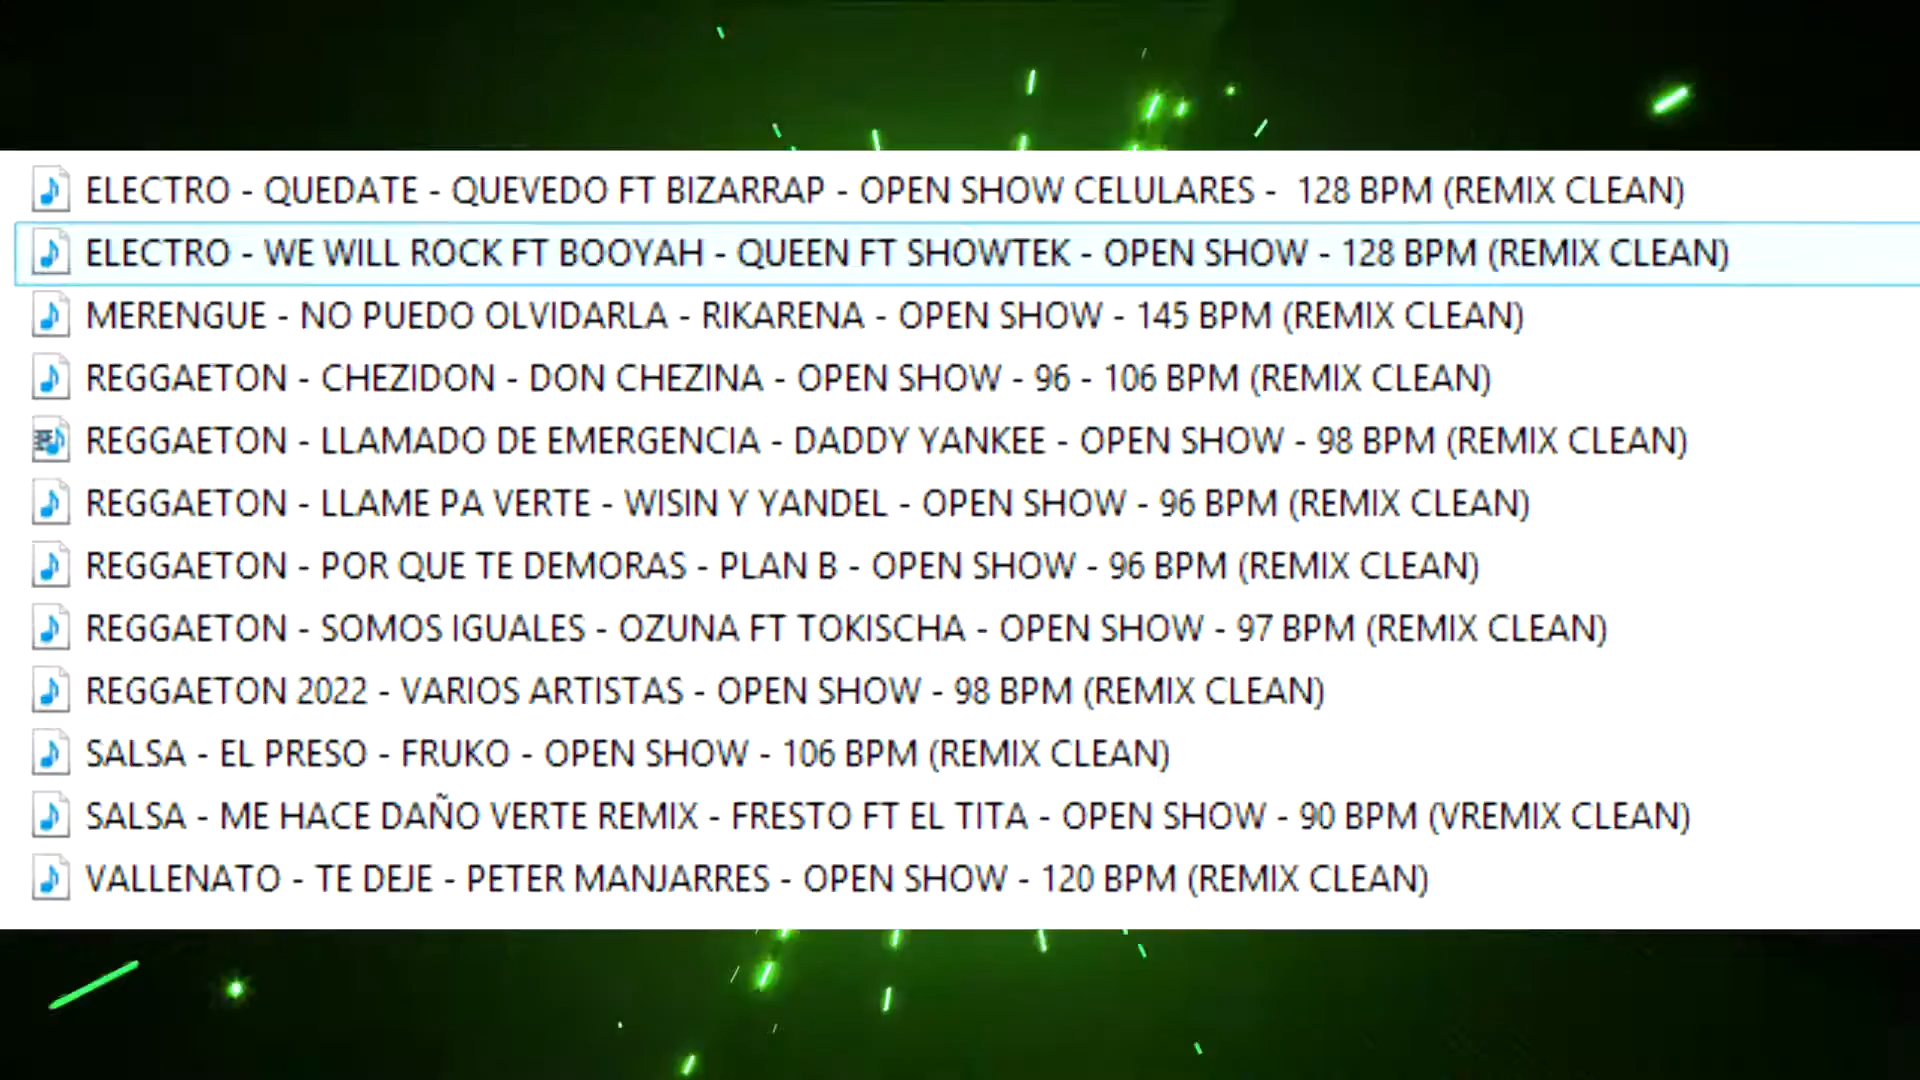 ELECTRO - QUEDATE - QUEVEDO FT BIZARRAP - OPEN SHOW CELULARES -  128 BPM (REMIX CLEAN)
ELECTRO - WE WILL ROCK FT BOOYAH - QUEEN FT SHOWTEK - OPEN SHOW - 128 BPM (REMIX CLEAN)
MERENGUE - NO PUEDO OLVIDARLA - RIKARENA - OPEN SHOW - 145 BPM (REMIX CLEAN)
REGGAETON - CHEZIDON - DON CHEZINA - OPEN SHOW - 96 - 106 BPM (REMIX CLEAN)
REGGAETON - LLAMADO DE EMERGENCIA - DADDY YANKEE - OPEN SHOW - 98 BPM (REMIX CLEAN)
REGGAETON - LLAME PA VERTE - WISIN Y YANDEL - OPEN SHOW - 96 BPM (REMIX CLEAN)
REGGAETON - POR QUE TE DEMORAS - PLAN B - OPEN SHOW - 96 BPM (REMIX CLEAN)
REGGAETON - SOMOS IGUALES - OZUNA FT TOKISCHA - OPEN SHOW - 97 BPM (REMIX CLEAN)
REGGAETON 2022 - VARIOS ARTISTAS - OPEN SHOW - 98 BPM (REMIX CLEAN)
SALSA - EL PRESO - FRUKO - OPEN SHOW - 106 BPM (REMIX CLEAN)
SALSA - ME HACE DAÑO VERTE REMIX - FRESTO FT EL TITA - OPEN SHOW - 90 BPM (VREMIX CLEAN)
VALLENATO - TE DEJE - PETER MANJARRES - OPEN SHOW - 120 BPM (REMIX CLEAN)